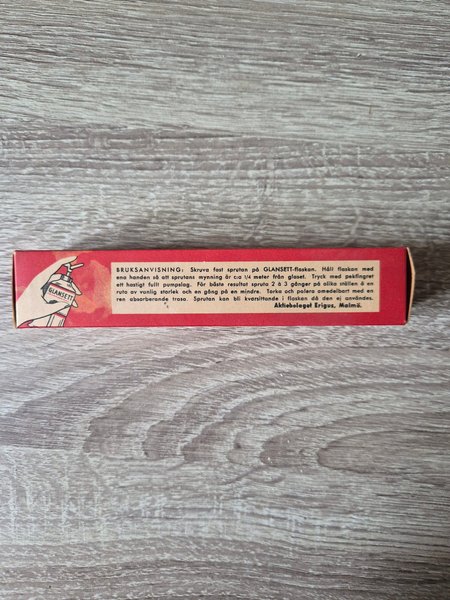 GLANSETT
BRUKSANVISNING: Skruva fast sprutan på GLANSETT-flaskan. Håll flaskan med
ena handen så att sprutans mynning är c:a 1/4 meter från glaset. Tryck med pekfingret
ett hastigt fullt pumpslag. För bästa resultat spruta 2 à 3 gånger på olika ställen å en
ruta av vanlig storlek och en gång på en mindre. Torka och polera omedelbart med en
ren absorberande trasa. Sprutan kan bli kvarsittande i flaskan då den ej användes.
Aktiebolaget Erigus, Malmö.